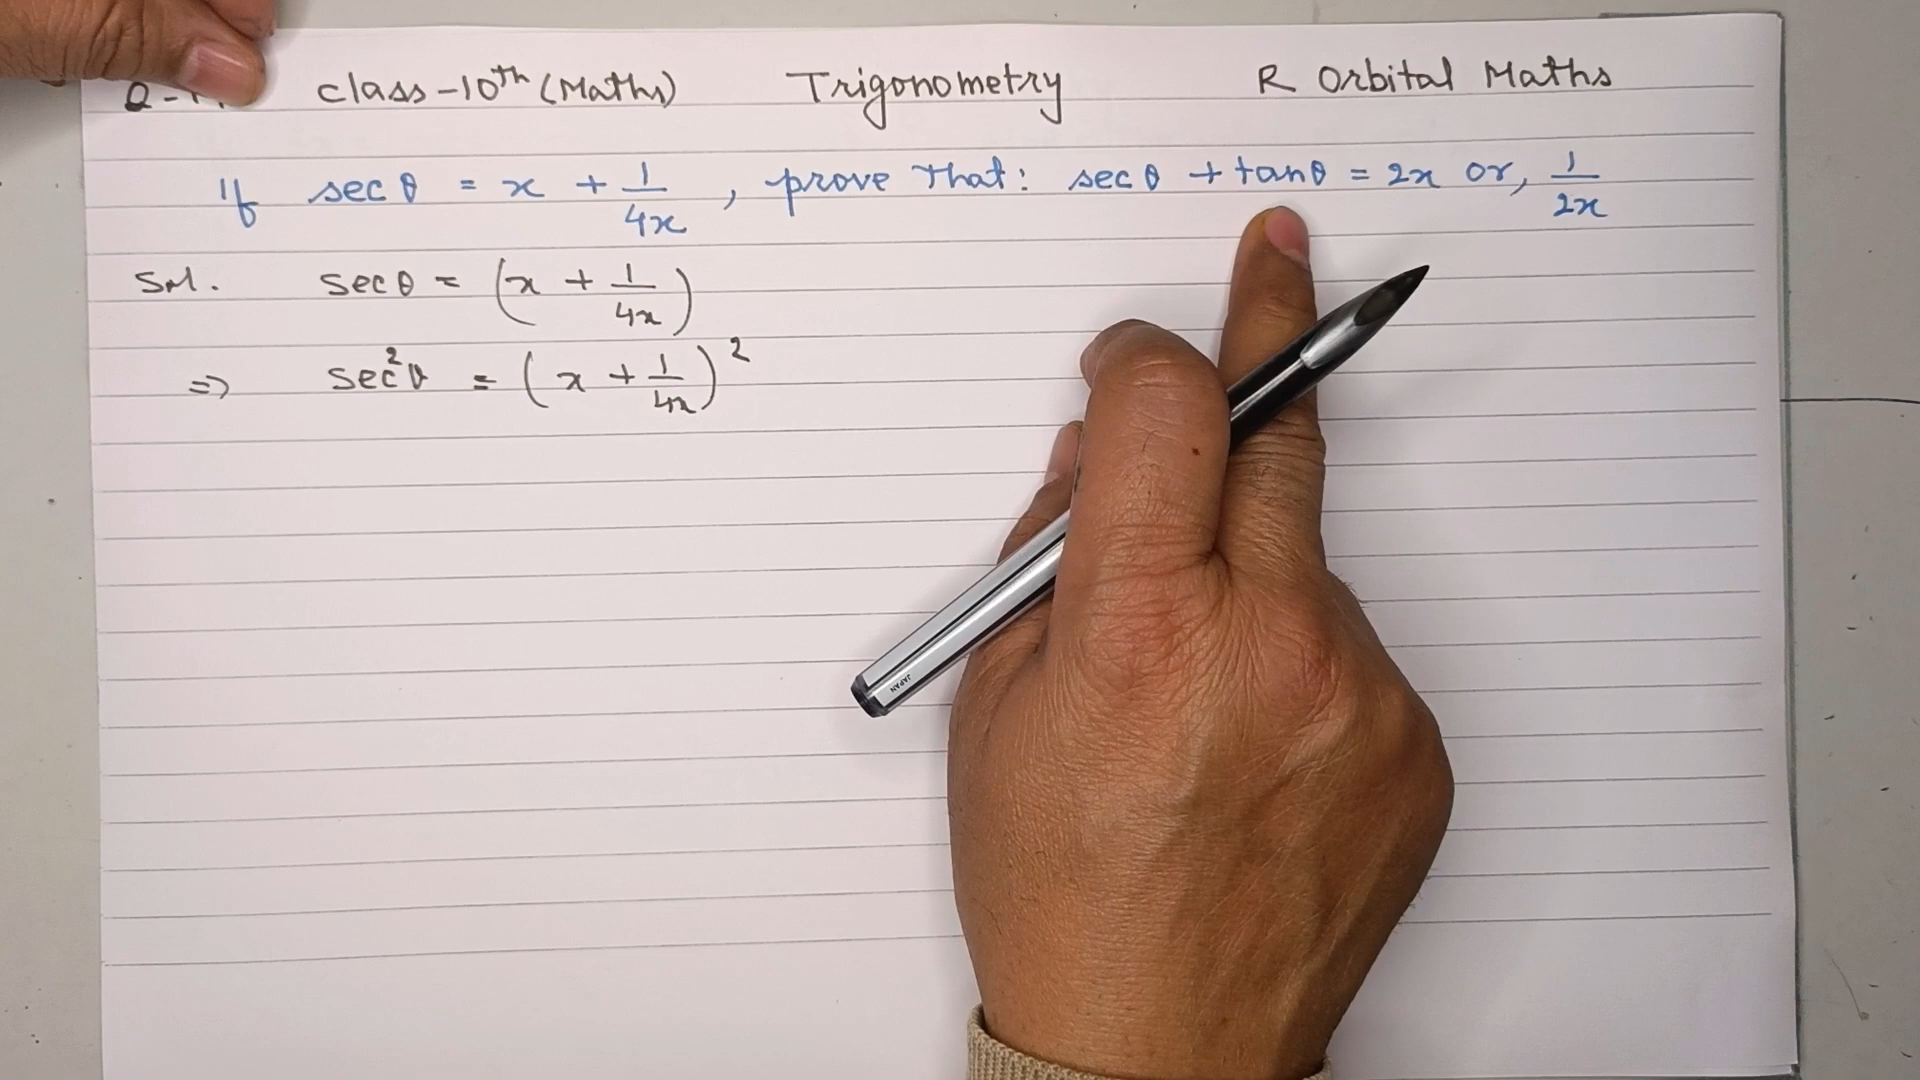 class-10th (Maths) Trigonometry R Orbital Maths
If sec θ = x + 1/4x, prove that: sec θ + tan θ = 2x or, 1/2x
Sol. sec θ = (x + 1/4x)
=> sec²θ = (x + 1/4x)²
JAPAN